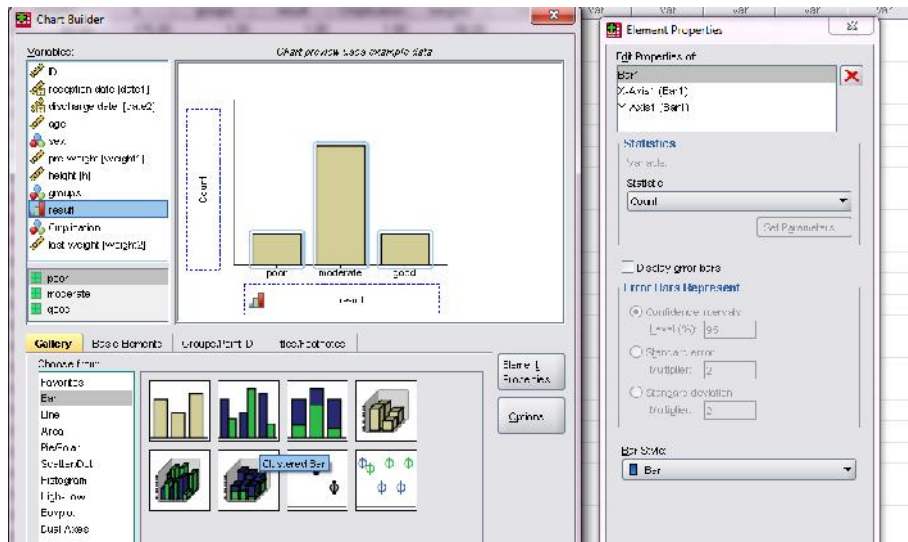 Chart Builder
Variables:
Chart preview uses example data
ID
reception date [date1]
discharge date [date2]
age
sex
pre weight [weight1]
height [h]
groups
result
last weight [weight2]
poor
moderate
good
Count
poor moderate good
result
Gallery
Basic Elements
Groups/Point ID
Titles/Footnotes
Choose from:
Favorites
Bar
Line
Area
Pie/Polar
Scatter/Dot
Histogram
High-Low
Boxplot
Dual Axes
Clustered Bar
Element
Properties
Options
var var var var var
Element Properties
Edit Properties of:
Bar1
X-Axis1 (Bar1)
Y-Axis1 (Bar1)
Statistics
Variable:
Statistic
Count
Set Parameters...
Display error bars
Error Bars Represent
Confidence intervals
Level (%): 95
Standard error
Multiplier: 2
Standard deviation
Multiplier: 2
Bar Style:
Bar